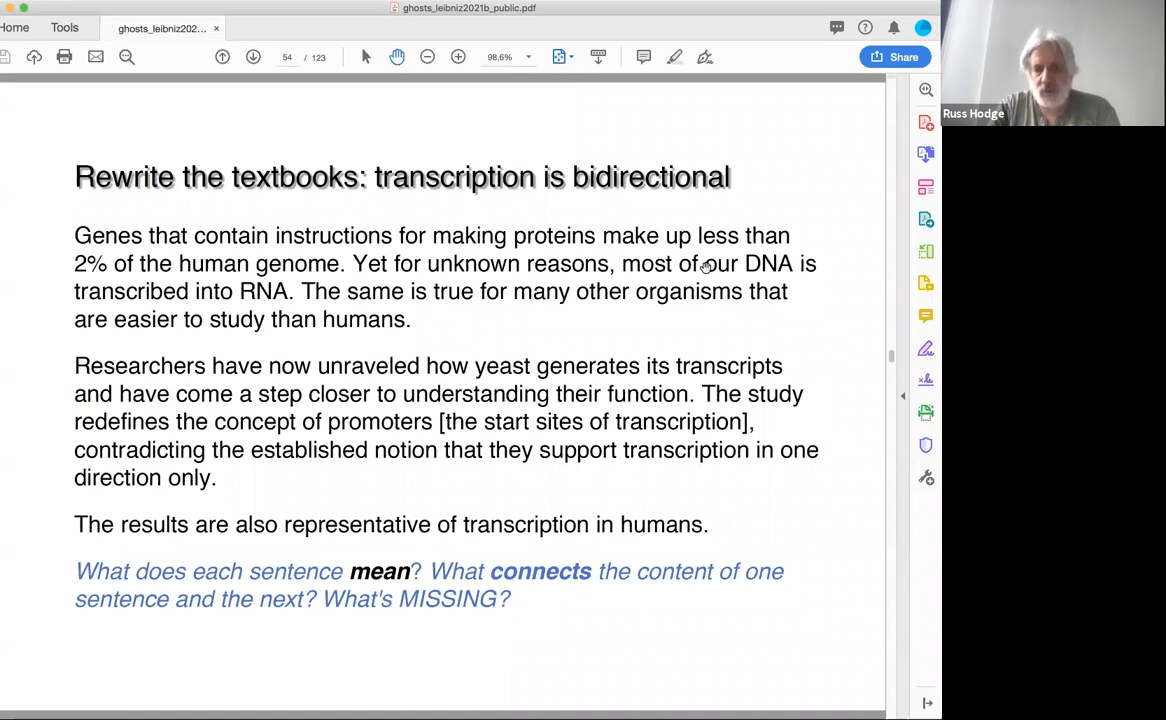 ghosts_leibniz2021b_public.pdf
Home
Tools
ghosts_leibniz202...
54 / 123
98,6%
Share
Russ Hodge
Rewrite the textbooks: transcription is bidirectional
Genes that contain instructions for making proteins make up less than
2% of the human genome. Yet for unknown reasons, most of our DNA is
transcribed into RNA. The same is true for many other organisms that
are easier to study than humans.
Researchers have now unraveled how yeast generates its transcripts
and have come a step closer to understanding their function. The study
redefines the concept of promoters [the start sites of transcription],
contradicting the established notion that they support transcription in one
direction only.
The results are also representative of transcription in humans.
What does each sentence mean? What connects the content of one
sentence and the next? What's MISSING?